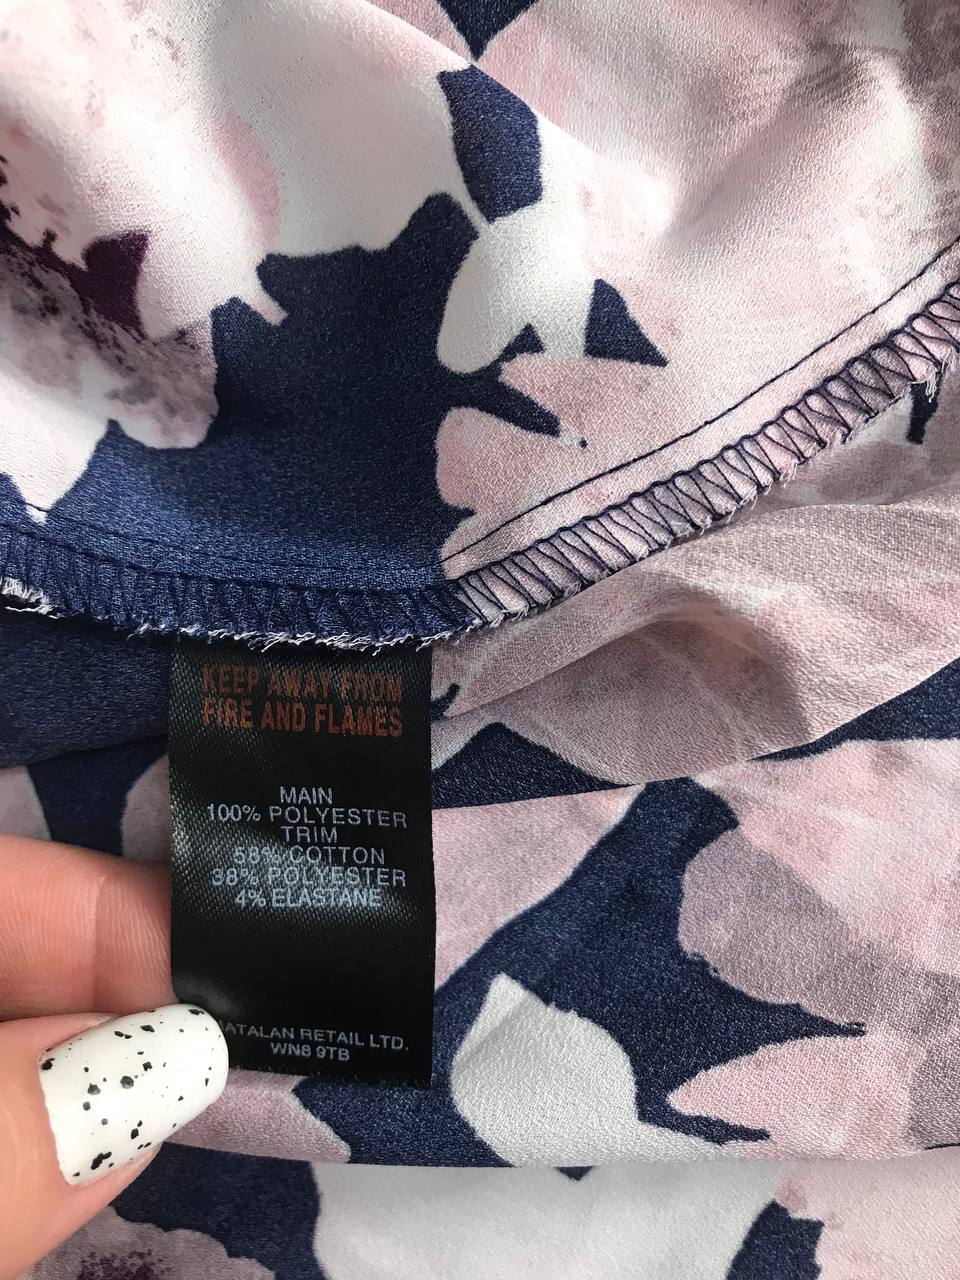 KEEP AWAY FROM
FIRE AND FLAMES
MAIN
100% POLYESTER
TRIM
58% COTTON
38% POLYESTER
4% ELASTANE
ATALAN RETAIL LTD.
WN8 9TB